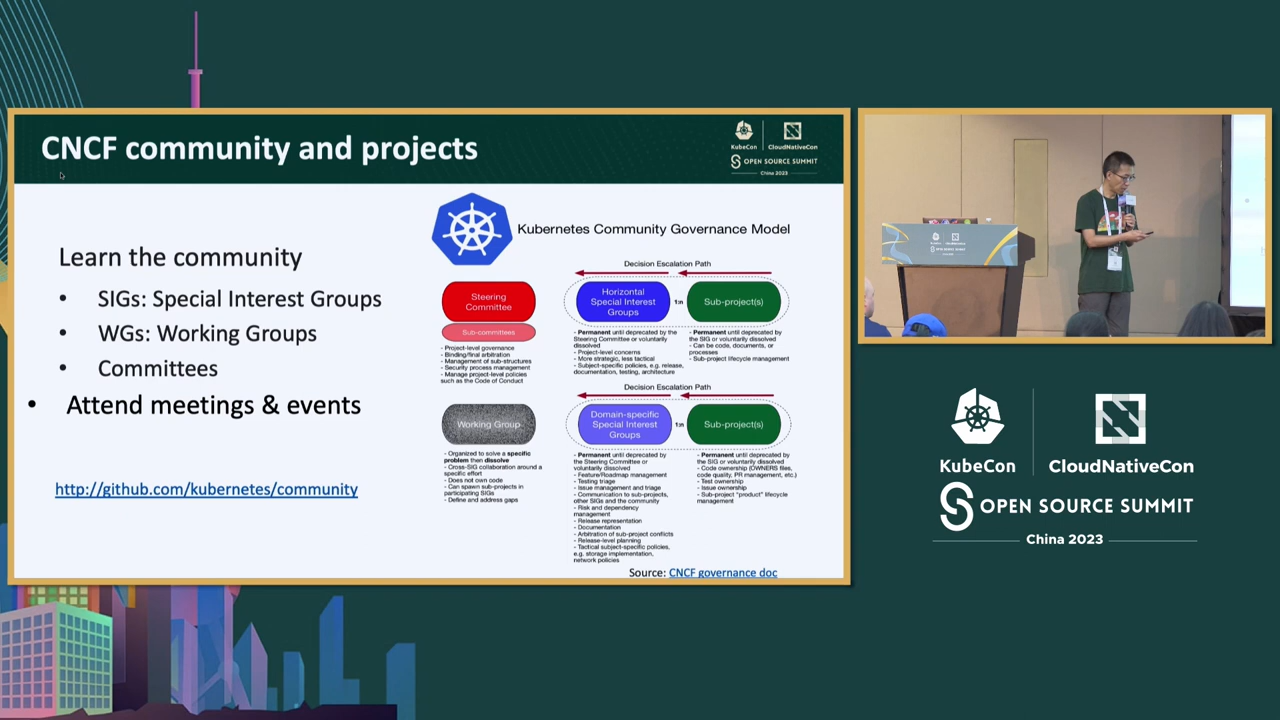 CNCF community and projects
KubeCon
CloudNativeCon
OPEN SOURCE SUMMIT
China 2023
Learn the community
• SIGs: Special Interest Groups
• WGs: Working Groups
• Committees
• Attend meetings & events
http://github.com/kubernetes/community
Kubernetes Community Governance Model
Decision Escalation Path
Steering
Committee
Sub-committees
- Project-level governance
- Binding/final arbitration
- Management of sub-structures
- Security process management
- Manage project-level policies
such as the Code of Conduct
Horizontal
Special Interest
Groups
1:n
Sub-project(s)
- Permanent until deprecated by the
Steering Committee or voluntarily
dissolved
- Project-level concerns
- More strategic, less tactical
- Subject-specific policies, e.g. release,
documentation, testing, architecture
- Permanent until deprecated by
the SIG or voluntarily dissolved
- Can be code, documents, or
processes
- Sub-project lifecycle management
Decision Escalation Path
Working Group
- Organized to solve a specific
problem then dissolve
- Cross-SIG collaboration around a
specific effort
- Does not own code
- Can spawn sub-projects in
participating SIGs
- Define and address gaps
Domain-specific
Special Interest
Groups
1:n
Sub-project(s)
- Permanent until deprecated by
the Steering Committee or
voluntarily dissolved
- Feature/Roadmap management
- Testing triage
- Issue management and triage
- Communication to sub-projects,
other SIGs and the community
- Risk and dependency
management
- Release representation
- Documentation
- Arbitration of sub-project conflicts
- Release-level planning
- Tactical subject-specific policies,
e.g. storage implementation,
network policies
- Permanent until deprecated by
the SIG or voluntarily dissolved
- Code ownership (OWNERS files,
code quality, PR management, etc.)
- Test ownership
- Issue ownership
- Sub-project "product" lifecycle
management
Source: CNCF governance doc
KubeCon
CloudNativeCon
OPEN SOURCE SUMMIT
China 2023